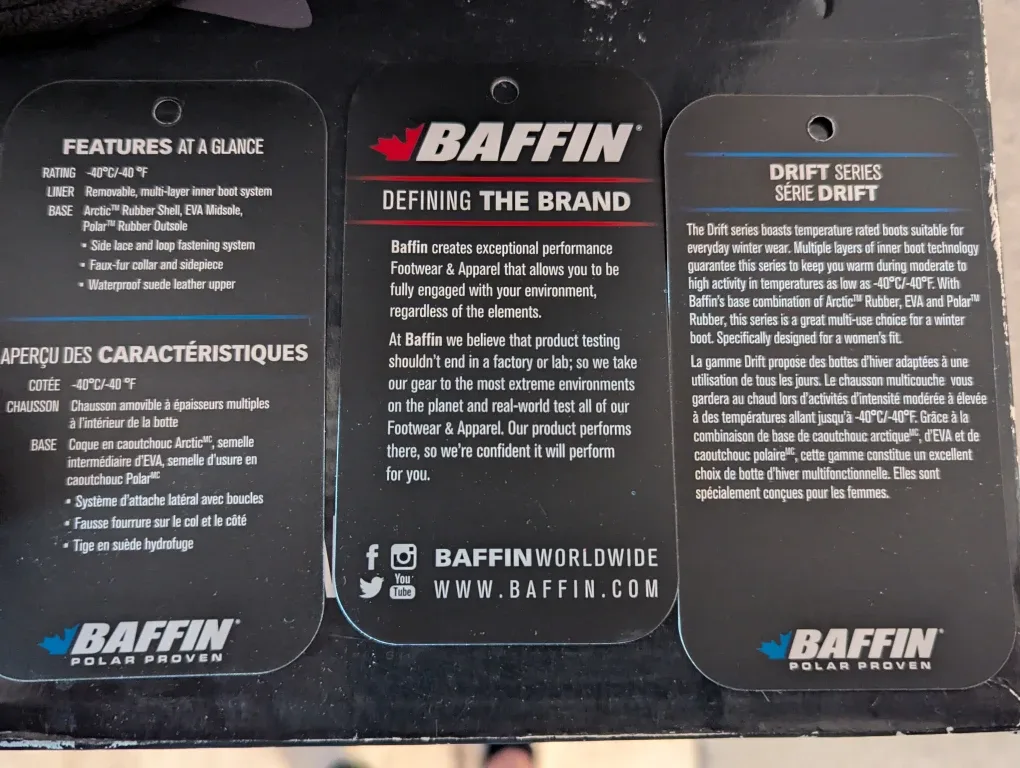 FEATURES AT A GLANCE
RATING -40°C/-40 °F
LINER Removable, multi-layer inner boot system
BASE Arctic™ Rubber Shell, EVA Midsole,
Polar™ Rubber Outsole
• Side lace and loop fastening system
• Faux-fur collar and sidepiece
• Waterproof suede leather upper
APERÇU DES CARACTÉRISTIQUES
COTÉE -40°C/-40 °F
CHAUSSON Chausson amovible à épaisseurs multiples
à l'intérieur de la botte
BASE Coque en caoutchouc Arctic^MC, semelle
intermédiaire d'EVA, semelle d'usure en
caoutchouc Polar^MC
• Système d'attache latéral avec boucles
• Fausse fourrure sur le col et le côté
• Tige en suède hydrofuge
BAFFIN®
POLAR PROVEN
BAFFIN®
DEFINING THE BRAND
Baffin creates exceptional performance
Footwear & Apparel that allows you to be
fully engaged with your environment,
regardless of the elements.
At Baffin we believe that product testing
shouldn't end in a factory or lab; so we take
our gear to the most extreme environments
on the planet and real-world test all of our
Footwear & Apparel. Our product performs
there, so we're confident it will perform
for you.
f BAFFINWORLDWIDE
You Tube WWW.BAFFIN.COM
DRIFT SERIES
SÉRIE DRIFT
The Drift series boasts temperature rated boots suitable for
everyday winter wear. Multiple layers of inner boot technology
guarantee this series to keep you warm during moderate to
high activity in temperatures as low as -40°C/-40°F. With
Baffin's base combination of Arctic™ Rubber, EVA and Polar™
Rubber, this series is a great multi-use choice for a winter
boot. Specifically designed for a women's fit.
La gamme Drift propose des bottes d'hiver adaptées à une
utilisation de tous les jours. Le chausson multicouche vous
gardera au chaud lors d'activités d'intensité modérée à élevée
à des températures allant jusqu'à -40°C/-40°F. Grâce à la
combinaison de base de caoutchouc arctique^MC, d'EVA et de
caoutchouc polaire^MC, cette gamme constitue un excellent
choix de botte d'hiver multifonctionnelle. Elles sont
spécialement conçues pour les femmes.
BAFFIN®
POLAR PROVEN